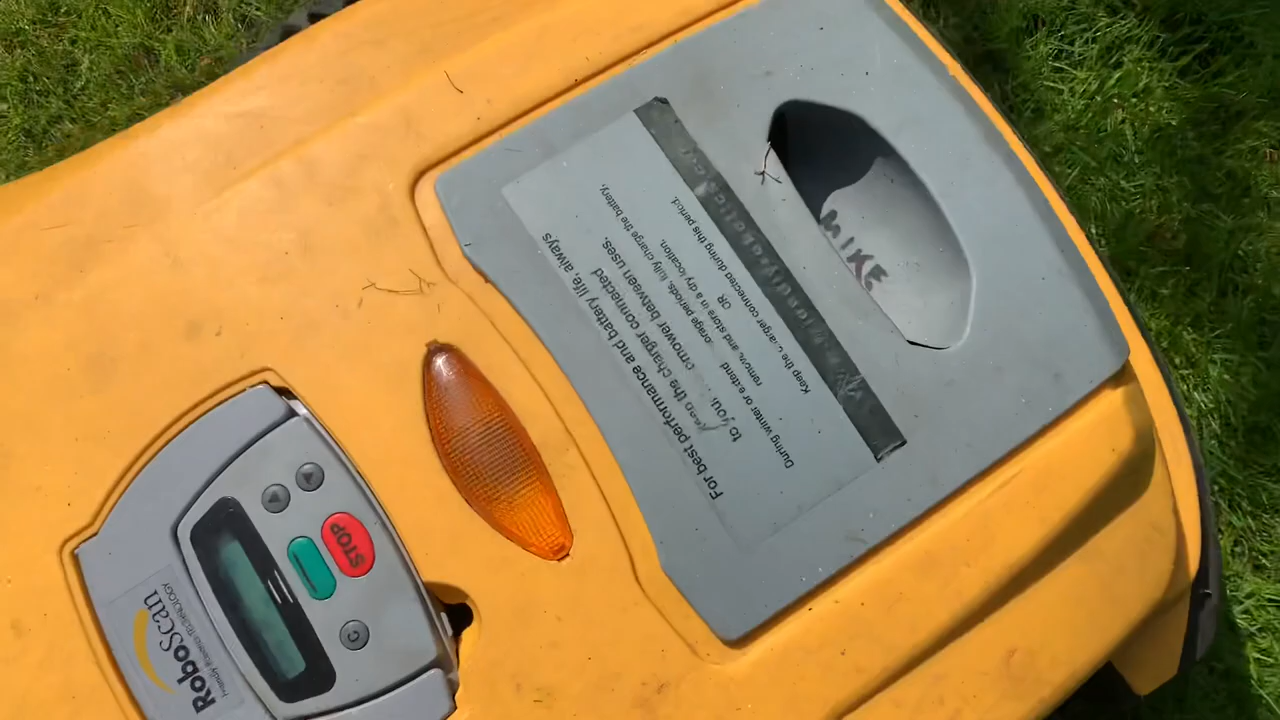 For best performance and battery life, always
the charger connected
to you, omower between uses.
During winter or extend orage periods, fully charge the battery,
remove, and store in a dry location.
OR
Keep the charger connected during this period.
MIKE
STOP
C
ROBOSCAN